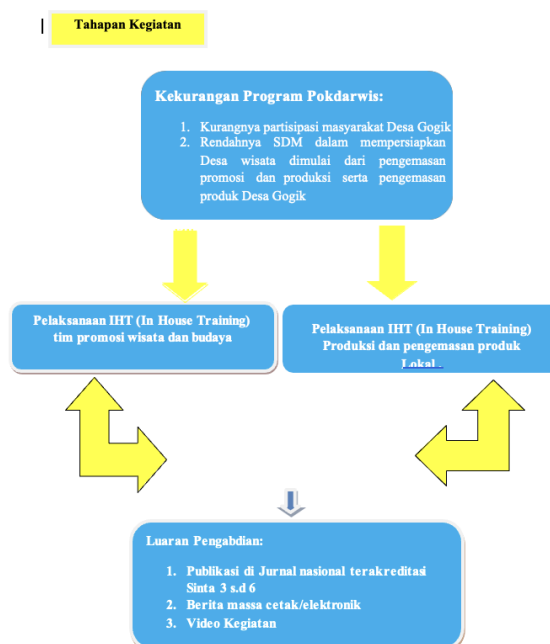 Tahapan Kegiatan
Kekurangan Program Pokdarwis:
1. Kurangnya partisipasi masyarakat Desa Gogik
2. Rendahnya SDM dalam mempersiapkan
Desa wisata dimulai dari pengemasan
promosi dan produksi serta pengemasan
produk Desa Gogik
Pelaksanaan IHT (In House Training)
tim promosi wisata dan budaya
Pelaksanaan IHT (In House Training)
Produksi dan pengemasan produk
Lokal .
Luaran Pengabdian:
1. Publikasi di Jurnal nasional terakreditasi
Sinta 3 s.d 6
2. Berita massa cetak/elektronik
3. Video Kegiatan